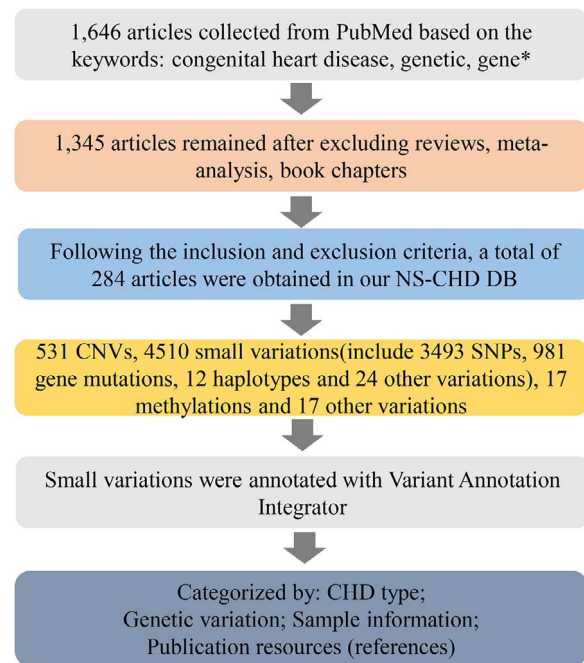 1,646 articles collected from PubMed based on the
keywords: congenital heart disease, genetic, gene*
1,345 articles remained after excluding reviews, meta-
analysis, book chapters
Following the inclusion and exclusion criteria, a total of
284 articles were obtained in our NS-CHD DB
531 CNVs, 4510 small variations(include 3493 SNPs, 981
gene mutations, 12 haplotypes and 24 other variations), 17
methylations and 17 other variations
Small variations were annotated with Variant Annotation
Integrator
Categorized by: CHD type;
Genetic variation; Sample information;
Publication resources (references)